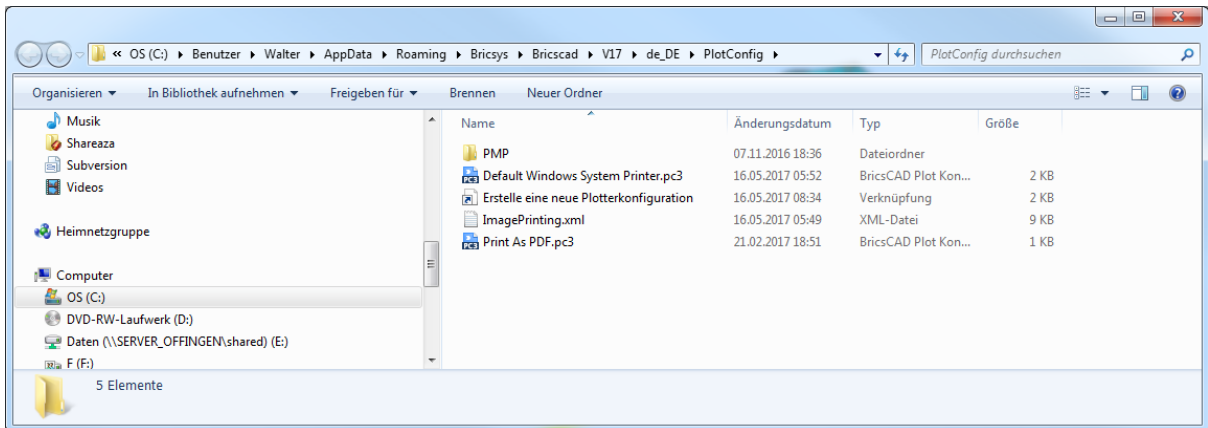 « OS (C:) ▸ Benutzer ▸ Walter ▸ AppData ▸ Roaming ▸ Bricsys ▸ Bricscad ▸ V17 ▸ de_DE ▸ PlotConfig ▸ PlotConfig durchsuchen
Organisieren In Bibliothek aufnehmen Freigeben für Brennen Neuer Ordner
Musik
Shareaza
Subversion
Videos
Heimnetzgruppe
Computer
OS (C:)
DVD-RW-Laufwerk (D:)
Daten (\\SERVER_OFFINGEN\shared) (E:)
F (F:)
Name Änderungsdatum Typ Größe
PMP 07.11.2016 18:36 Dateiordner
Default Windows System Printer.pc3 16.05.2017 05:52 BricsCAD Plot Kon... 2 KB
Erstelle eine neue Plotterkonfiguration 16.05.2017 08:34 Verknüpfung 2 KB
ImagePrinting.xml 16.05.2017 05:49 XML-Datei 9 KB
Print As PDF.pc3 21.02.2017 18:51 BricsCAD Plot Kon... 1 KB
5 Elemente